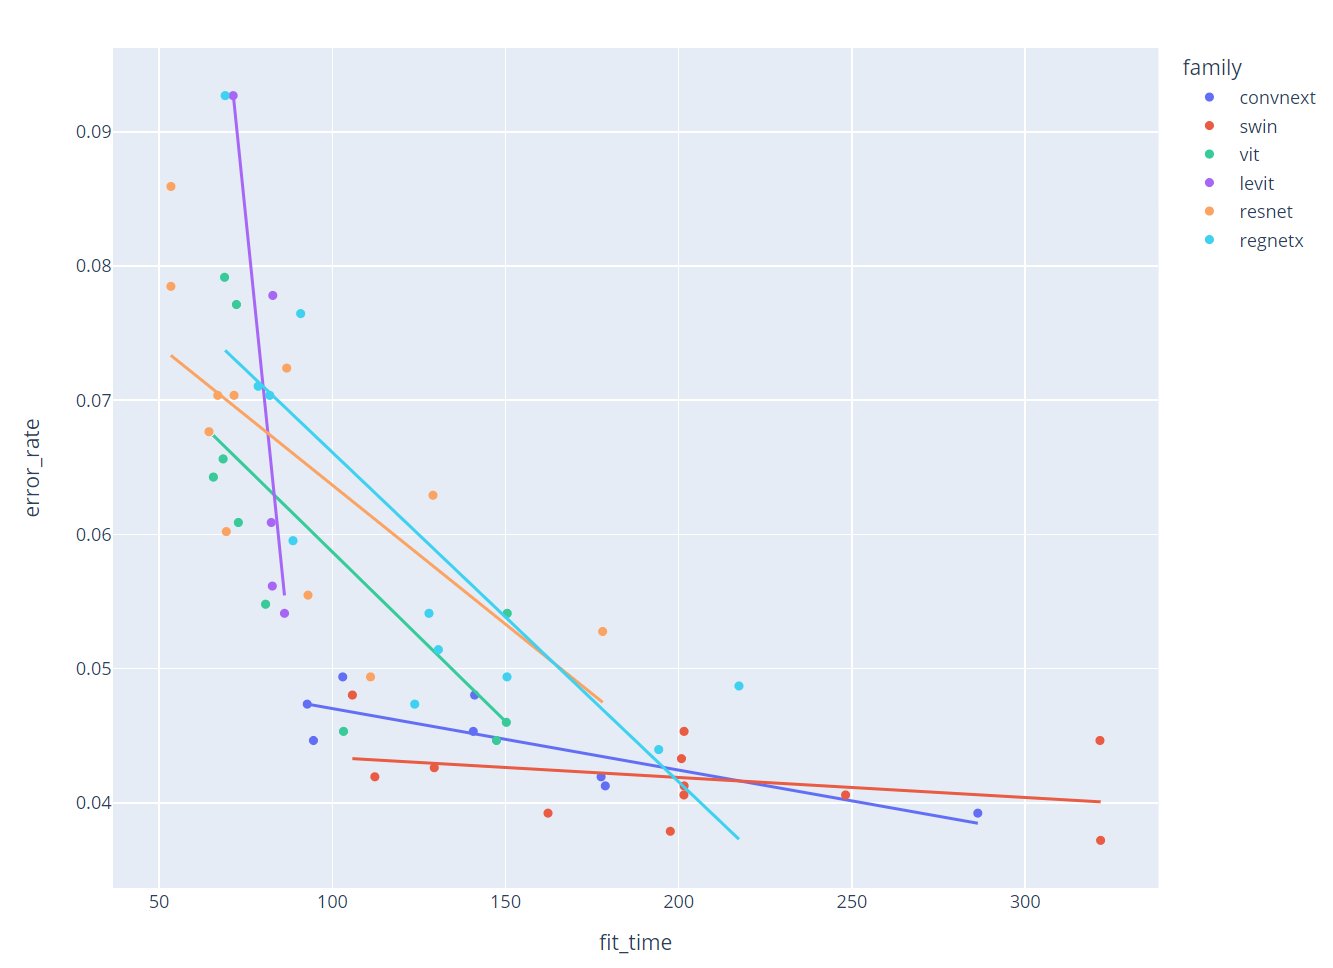 family
convnext
swin
vit
levit
resnet
regnetx
0.09
0.08
0.07
0.06
0.05
0.04
error_rate
50 100 150 200 250 300
fit_time